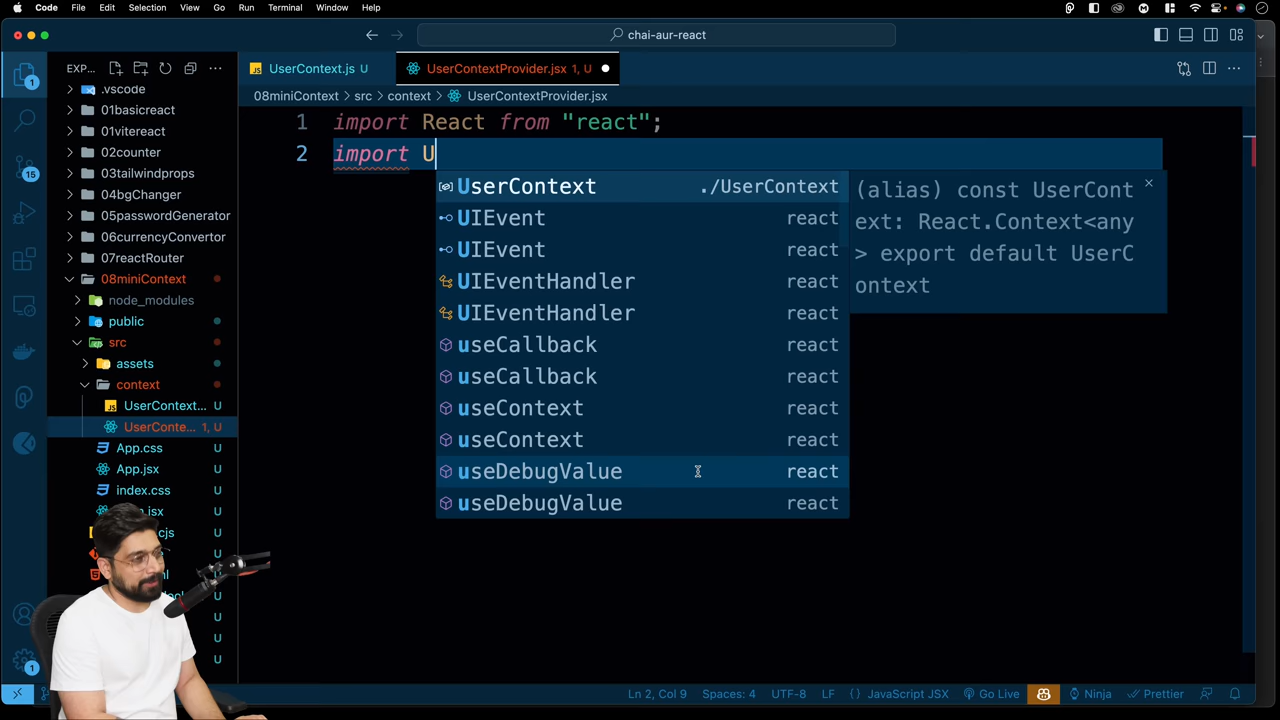 Code File Edit Selection View Go Run Terminal Window Help
chai-aur-react
EXP...
UserContext.js U
UserContextProvider.jsx 1, U
08miniContext > src > context > UserContextProvider.jsx
.vscode
01basicreact
01vitereact
02counter
03tailwindprops
04bgChanger
05passwordGenerator
06currencyConvertor
07reactRouter
08miniContext
node_modules
public
src
assets
context
UserContext... U
UserConte... 1, U
App.css U
App.jsx U
index.css U
.jsx U
U
U
U
U
U
U
1
15
1
1 import React from "react";
2 import U
UserContext ./UserContext
UIEvent react
UIEvent react
UIEventHandler react
UIEventHandler react
useCallback react
useCallback react
useContext react
useContext react
useDebugValue react
useDebugValue react
(alias) const UserCont
ext: React.Context<any
> export default UserC
ontext
Ln 2, Col 9 Spaces: 4 UTF-8 LF {} JavaScript JSX Go Live Ninja Prettier